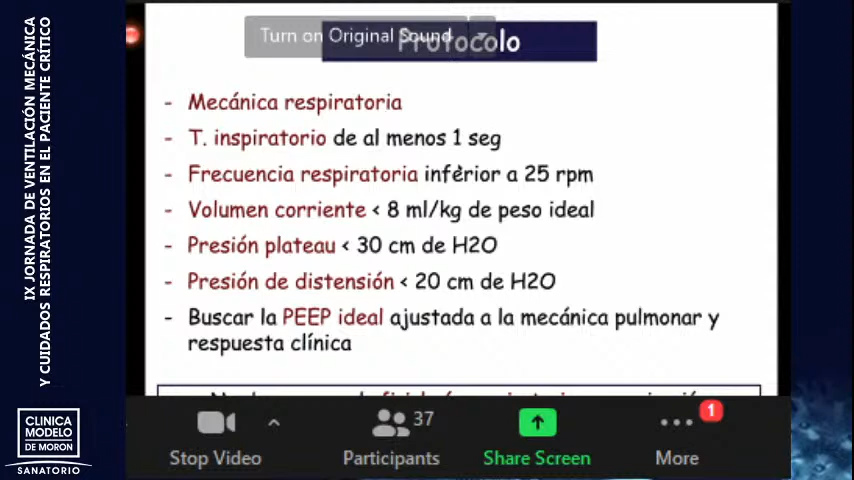 IX JORNADA DE VENTILACIÓN MECÁNICA
Y CUIDADOS RESPIRATORIOS EN EL PACIENTE CRÍTICO
Turn on Original Sound
Protocolo
- Mecánica respiratoria
- T. inspiratorio de al menos 1 seg
- Frecuencia respiratoria inferior a 25 rpm
- Volumen corriente < 8 ml/kg de peso ideal
- Presión plateau < 30 cm de H2O
- Presión de distensión < 20 cm de H2O
- Buscar la PEEP ideal ajustada a la mecánica pulmonar y
respuesta clínica
37
1
Stop Video
Participants
Share Screen
More
CLINICA
MODELO
DE MORON
SANATORIO